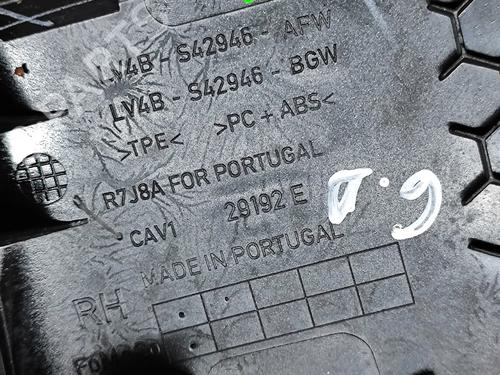 LV4B - S42946 - AFW
LV4B - S42946 - BGW
>TPE< >PC + ABS<
R7J8A FOR PORTUGAL
CAV1 29192 E
MADE IN PORTUGAL
RH